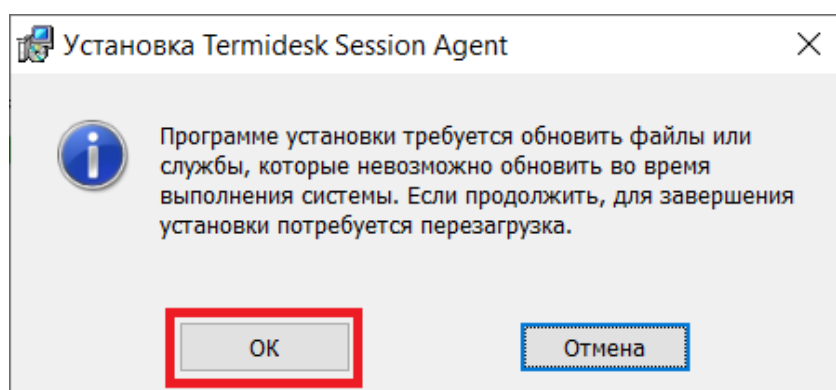 Установка Termidesk Session Agent
Программе установки требуется обновить файлы или
службы, которые невозможно обновить во время
выполнения системы. Если продолжить, для завершения
установки потребуется перезагрузка.
ОК
Отмена